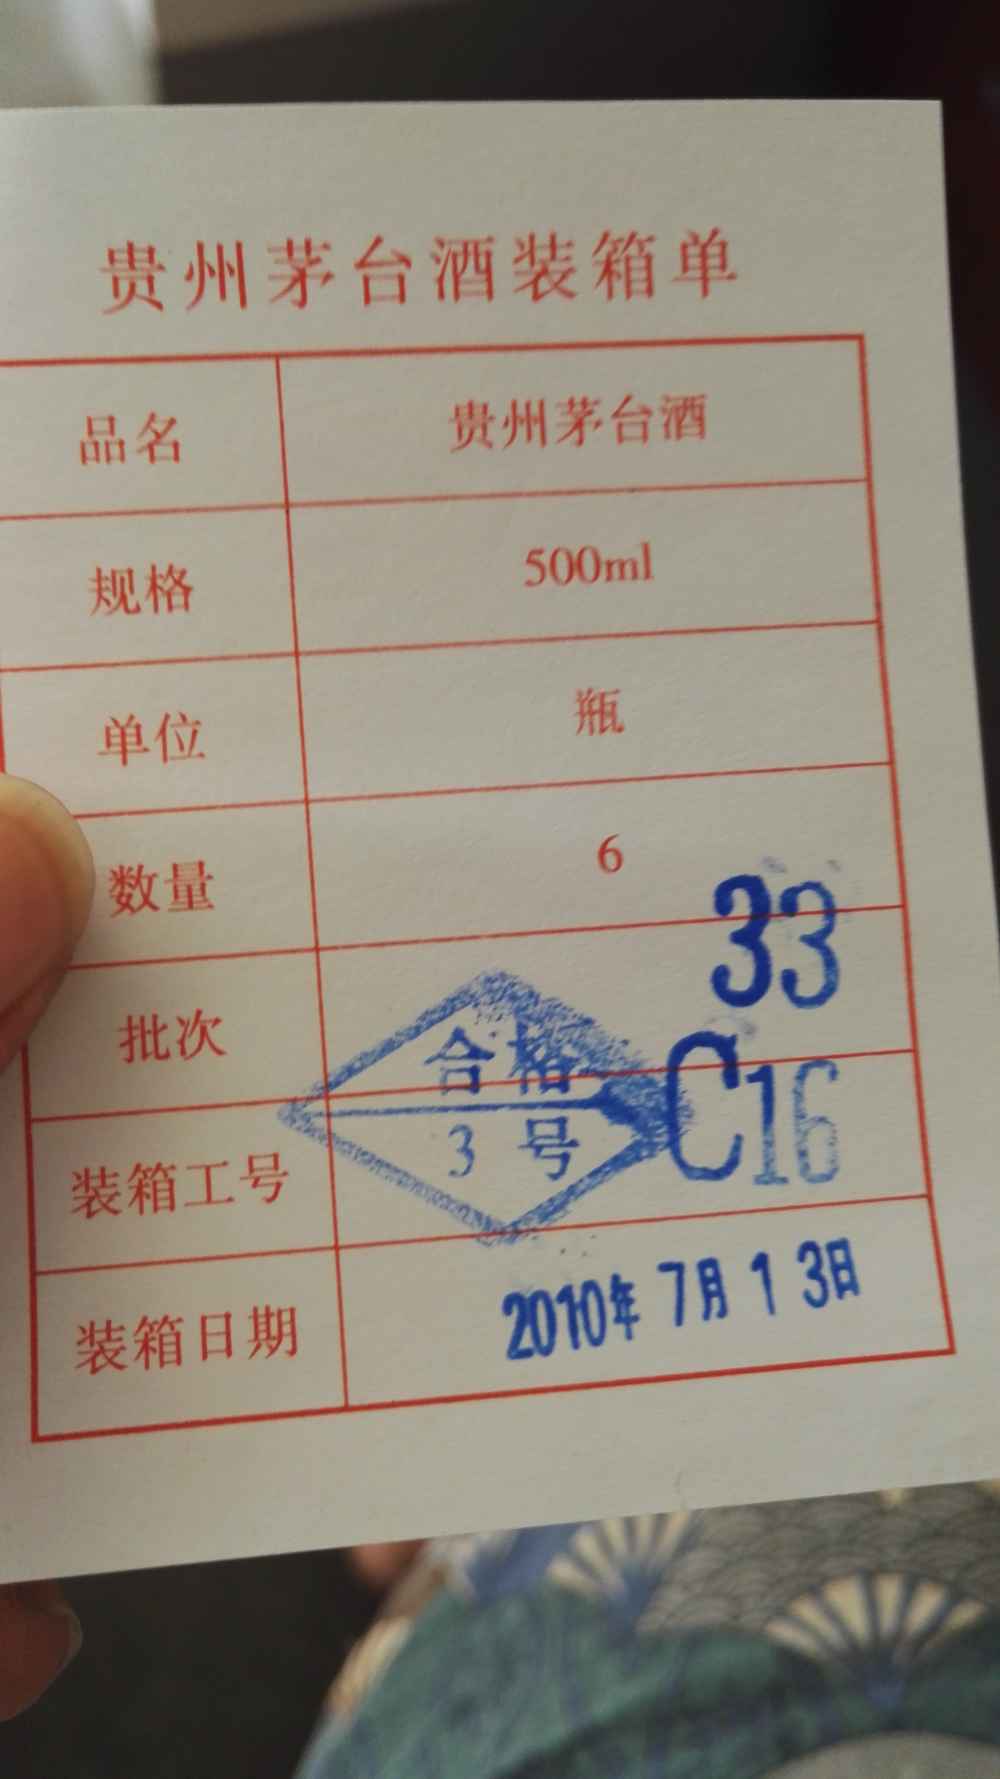 贵州茅台酒装箱单
品名 贵州茅台酒
规格 500ml
单位 瓶
数量 6
批次 33
合格
装箱工号 3号 C16
装箱日期 2010年7月13日